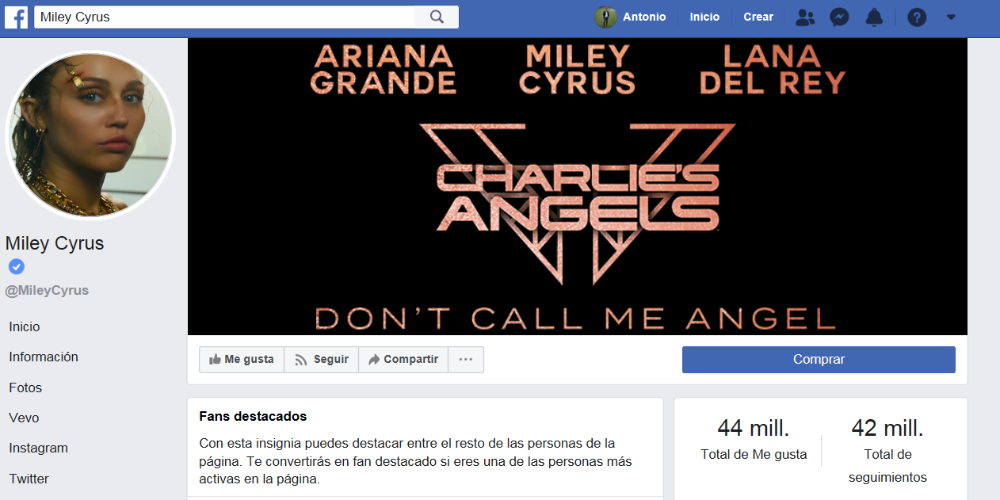 Miley Cyrus
Antonio
Inicio
Crear
ARIANA GRANDE
MILEY CYRUS
LANA DEL REY
CHARLIE'S
ANGELS
DON'T CALL ME ANGEL
Miley Cyrus
@MileyCyrus
Inicio
Información
Fotos
Vevo
Instagram
Twitter
Me gusta
Seguir
Compartir
Comprar
Fans destacados
Con esta insignia puedes destacar entre el resto de las personas de la
página. Te convertirás en fan destacado si eres una de las personas más
activas en la página.
44 mill.
Total de Me gusta
42 mill.
Total de
seguimientos